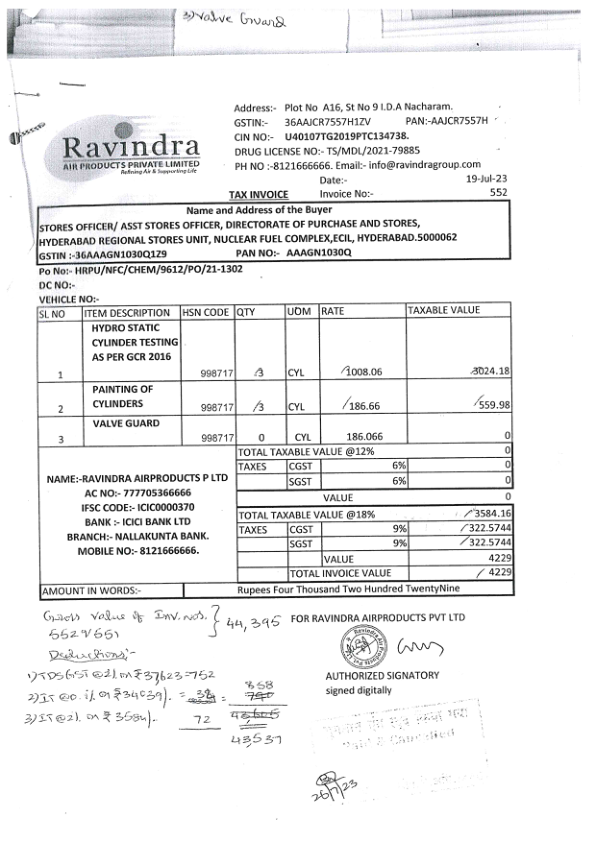 3) Valve Guard
Ravindra
AIR PRODUCTS PRIVATE LIMITED
Refining Air & Supporting Life
Address:- Plot No A16, St No 9 I.D.A Nacharam.
GSTIN:- 36AAJCR7557H1ZV PAN:-AAJCR7557H
CIN NO:- U40107TG2019PTC134738.
DRUG LICENSE NO:- TS/MDL/2021-79885
PH NO :-8121666666. Email:- info@ravindragroup.com
Date:- 19-Jul-23
TAX INVOICE Invoice No:- 552
Name and Address of the Buyer
STORES OFFICER/ ASST STORES OFFICER, DIRECTORATE OF PURCHASE AND STORES,
HYDERABAD REGIONAL STORES UNIT, NUCLEAR FUEL COMPLEX,ECIL, HYDERABAD.5000062
GSTIN :-36AAAGN1030Q1Z9 PAN NO:- AAAGN1030Q
Po No:- HRPU/NFC/CHEM/9612/PO/21-1302
DC NO:-
VEHICLE NO:-
SL NO ITEM DESCRIPTION HSN CODE QTY UOM RATE TAXABLE VALUE
HYDRO STATIC
CYLINDER TESTING
AS PER GCR 2016
1 998717 3 CYL 1008.06 3024.18
PAINTING OF
CYLINDERS
2 998717 3 CYL 186.66 559.98
VALVE GUARD
3 998717 0 CYL 186.066 0
TOTAL TAXABLE VALUE @12% 0
TAXES CGST 6% 0
SGST 6% 0
VALUE 0
TOTAL TAXABLE VALUE @18% 3584.16
TAXES CGST 9% 322.5744
SGST 9% 322.5744
VALUE 4229
TOTAL INVOICE VALUE 4229
NAME:-RAVINDRA AIRPRODUCTS P LTD
AC NO:- 777705366666
IFSC CODE:- ICIC0000370
BANK :- ICICI BANK LTD
BRANCH:- NALLAKUNTA BANK.
MOBILE NO:- 8121666666.
AMOUNT IN WORDS:- Rupees Four Thousand Two Hundred TwentyNine
Gross value of Inv. nos.
552 & 551 } 44,395
Deductions:-
1) TDS GST @ 2% on ₹37623 = 752
2) IT @ 0.1% on ₹34039/- = 34
3) IT @ 2% on ₹3584/- 72
858
43,537
FOR RAVINDRA AIRPRODUCTS PVT LTD
AUTHORIZED SIGNATORY
signed digitally
Paid & Cancelled
26/7/23